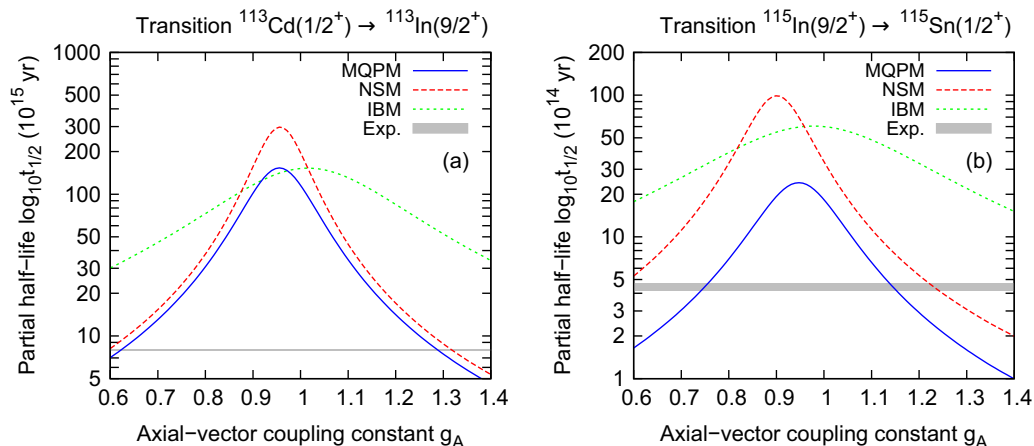 Transition ¹¹³Cd(1/2⁺) → ¹¹³In(9/2⁺)
Partial half-life log₁₀t₁/₂ (10¹⁵ yr)
1000
500
300
200
100
50
30
20
10
5
MQPM
NSM
IBM
Exp.
(a)
0.6 0.7 0.8 0.9 1 1.1 1.2 1.3 1.4
Axial-vector coupling constant g_A
Transition ¹¹⁵In(9/2⁺) → ¹¹⁵Sn(1/2⁺)
Partial half-life log₁₀t₁/₂ (10¹⁴ yr)
200
100
50
30
20
10
5
4
3
2
1
MQPM
NSM
IBM
Exp.
(b)
0.6 0.7 0.8 0.9 1 1.1 1.2 1.3 1.4
Axial-vector coupling constant g_A